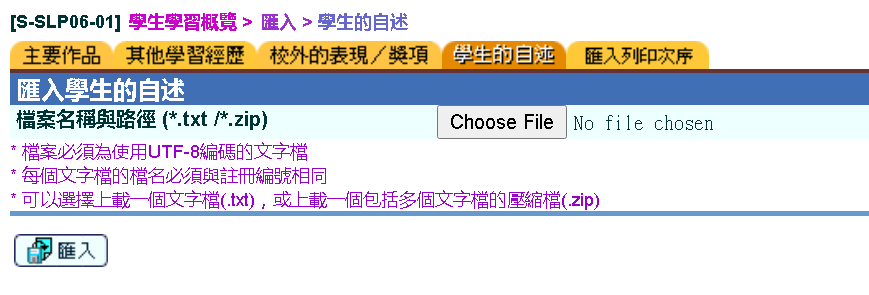 [S-SLP06-01] 學生學習概覽 > 匯入 > 學生的自述
主要作品 其他學習經歷 校外的表現／獎項 學生的自述 匯入列印次序
匯入學生的自述
檔案名稱與路徑 (*.txt /*.zip) Choose File No file chosen
* 檔案必須為使用UTF-8編碼的文字檔
* 每個文字檔的檔名必須與註冊編號相同
* 可以選擇上載一個文字檔(.txt)，或上載一個包括多個文字檔的壓縮檔(.zip)
匯入